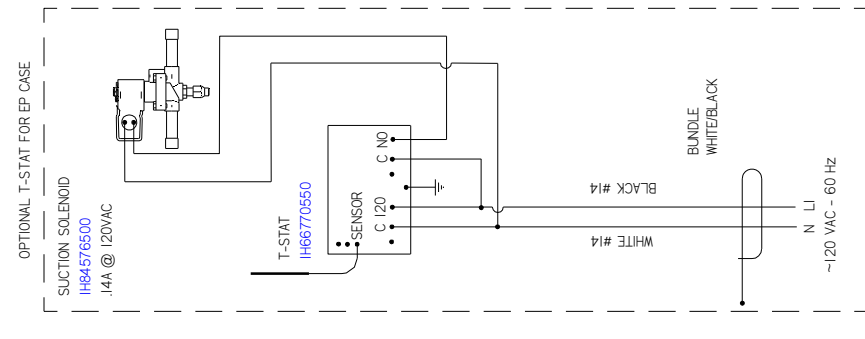 OPTIONAL T-STAT FOR EP CASE
SUCTION SOLENOID
IH84576500
.14A @ 120VAC
T-STAT
IH66770550
SENSOR
C NO
C 120
BLACK #14
WHITE #14
BUNDLE
WHITE/BLACK
N L1
~120 VAC - 60 Hz